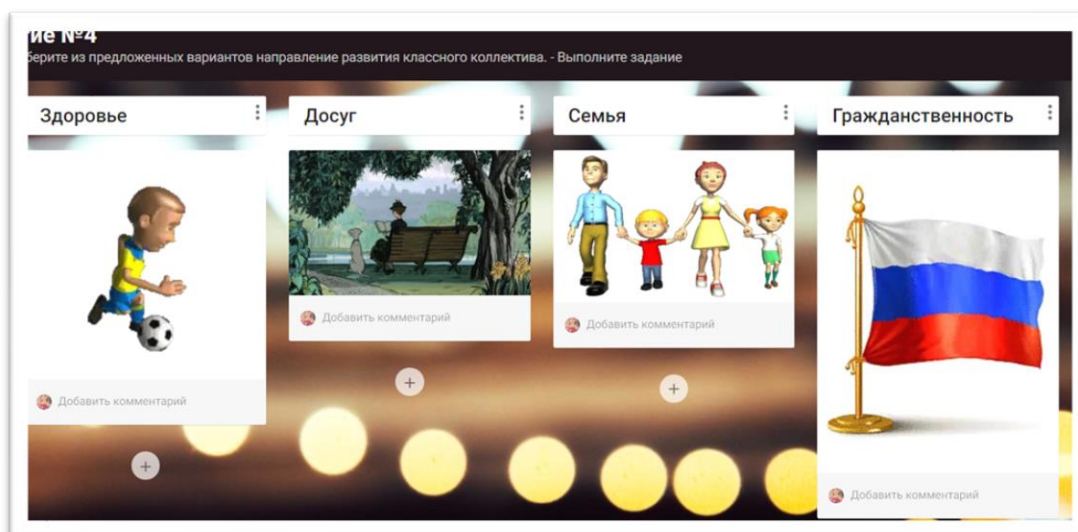 ие №4
берите из предложенных вариантов направление развития классного коллектива. - Выполните задание
Здоровье
Досуг
Семья
Гражданственность
Добавить комментарий
Добавить комментарий
Добавить комментарий
Добавить комментарий